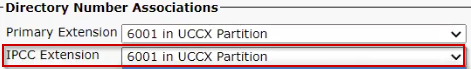 Directory Number Associations
Primary Extension 6001 in UCCX Partition
IPCC Extension 6001 in UCCX Partition